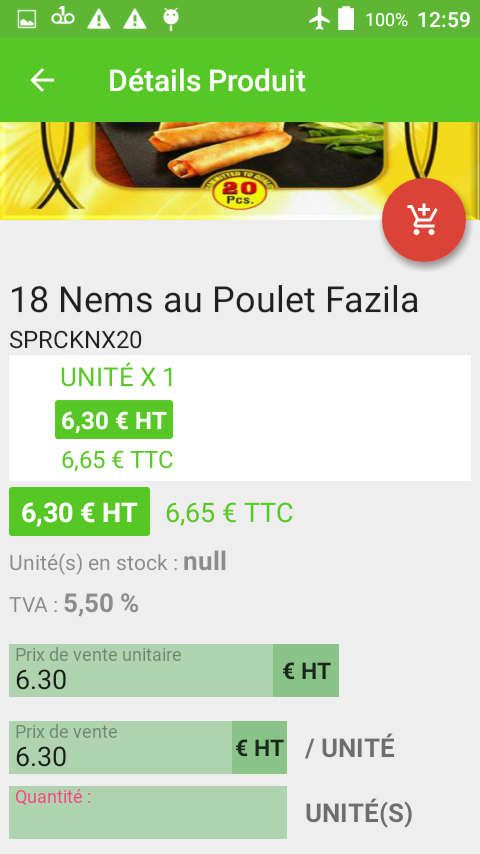 100% 12:59
Détails Produit
20
Pcs.
18 Nems au Poulet Fazila
SPRCKNX20
UNITÉ X 1
6,30 € HT
6,65 € TTC
6,30 € HT 6,65 € TTC
Unité(s) en stock : null
TVA : 5,50 %
Prix de vente unitaire
6.30 € HT
Prix de vente
6.30 € HT / UNITÉ
Quantité :
UNITÉ(S)